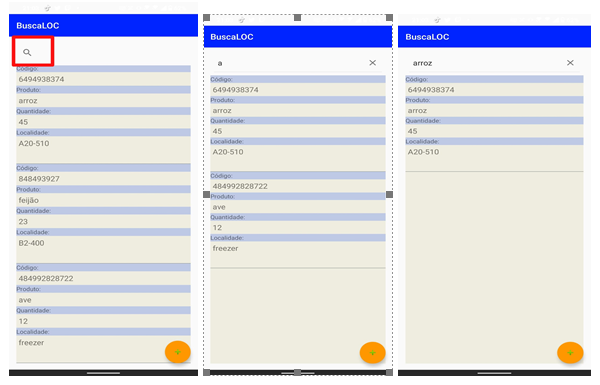 BuscaLOC
Código:
6494938374
Produto:
arroz
Quantidade:
45
Localidade:
A20-510
Código:
848493927
Produto:
feijão
Quantidade:
23
Localidade:
B2-400
Código:
484992828722
Produto:
ave
Quantidade:
12
Localidade:
freezer
BuscaLOC
a
Código:
6494938374
Produto:
arroz
Quantidade:
45
Localidade:
A20-510
Código:
484992828722
Produto:
ave
Quantidade:
12
Localidade:
freezer
BuscaLOC
arroz
Código:
6494938374
Produto:
arroz
Quantidade:
45
Localidade:
A20-510